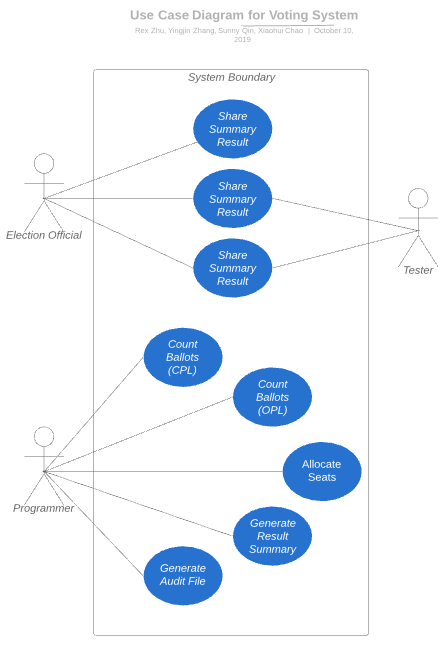 Use Case Diagram for Voting System
Rex Zhu, Yingjin Zhang, Sunny Qin, Xiaohui Chao | October 10,
2019
System Boundary
Share
Summary
Result
Share
Summary
Result
Election Official
Share
Summary
Result
Tester
Count
Ballots
(CPL)
Count
Ballots
(OPL)
Allocate
Seats
Programmer
Generate
Result
Summary
Generate
Audit File